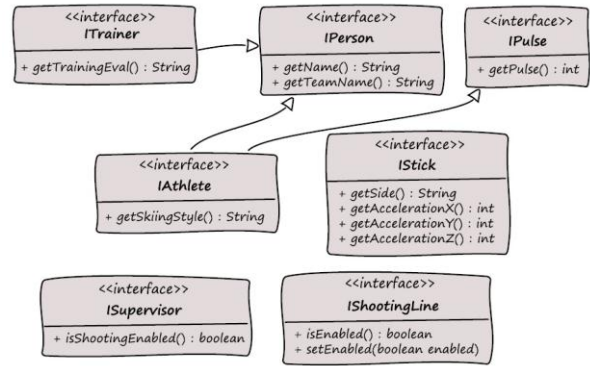 <<interface>>
ITrainer
+ getTrainingEval() : String
<<interface>>
IPerson
+ getName() : String
+ getTeamName() : String
<<interface>>
IPulse
+ getPulse() : int
<<interface>>
IAthlete
+ getSkiingStyle() : String
<<interface>>
IStick
+ getSide() : String
+ getAccelerationX() : int
+ getAccelerationY() : int
+ getAccelerationZ() : int
<<interface>>
ISupervisor
+ isShootingEnabled() : boolean
<<interface>>
IShootingLine
+ isEnabled() : boolean
+ setEnabled(boolean enabled)